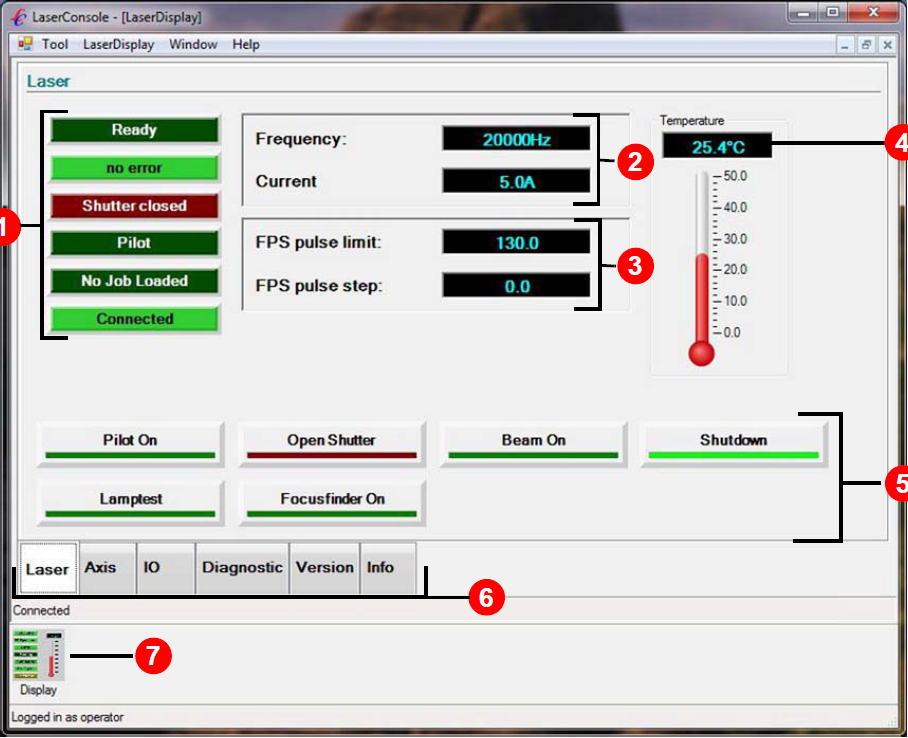 LaserConsole - [LaserDisplay]
Tool LaserDisplay Window Help
Laser
Ready
no error
Shutter closed
Pilot
No Job Loaded
Connected
1
Frequency: 20000Hz
Current 5.0A
2
FPS pulse limit: 130.0
FPS pulse step: 0.0
3
Temperature
25.4°C
4
50.0
40.0
30.0
20.0
10.0
0.0
Pilot On Open Shutter Beam On Shutdown
Lamptest Focusfinder On
5
Laser Axis IO Diagnostic Version Info
6
Connected
7
Display
Logged in as operator